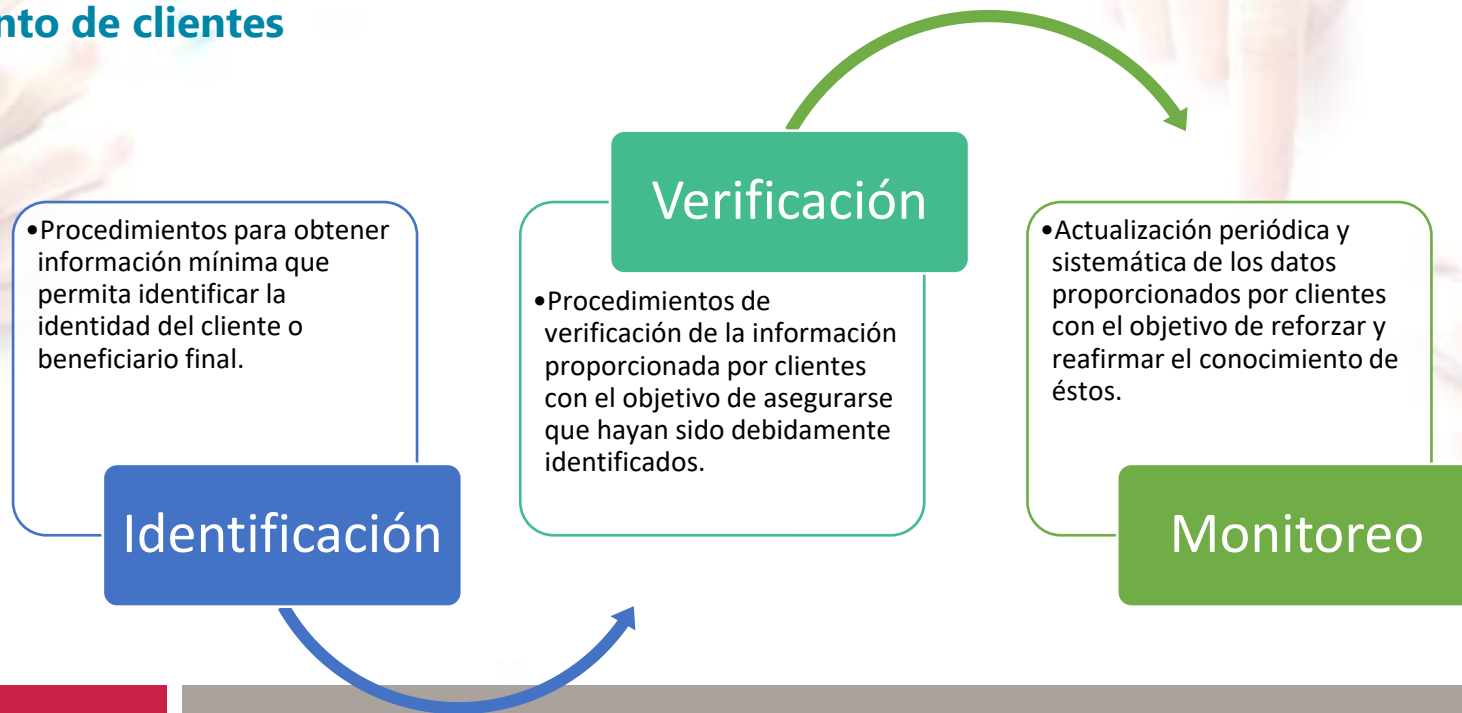 nto de clientes
•Procedimientos para obtener
información mínima que
permita identificar la
identidad del cliente o
beneficiario final.
Identificación
Verificación
•Procedimientos de
verificación de la información
proporcionada por clientes
con el objetivo de asegurarse
que hayan sido debidamente
identificados.
•Actualización periódica y
sistemática de los datos
proporcionados por clientes
con el objetivo de reforzar y
reafirmar el conocimiento de
éstos.
Monitoreo